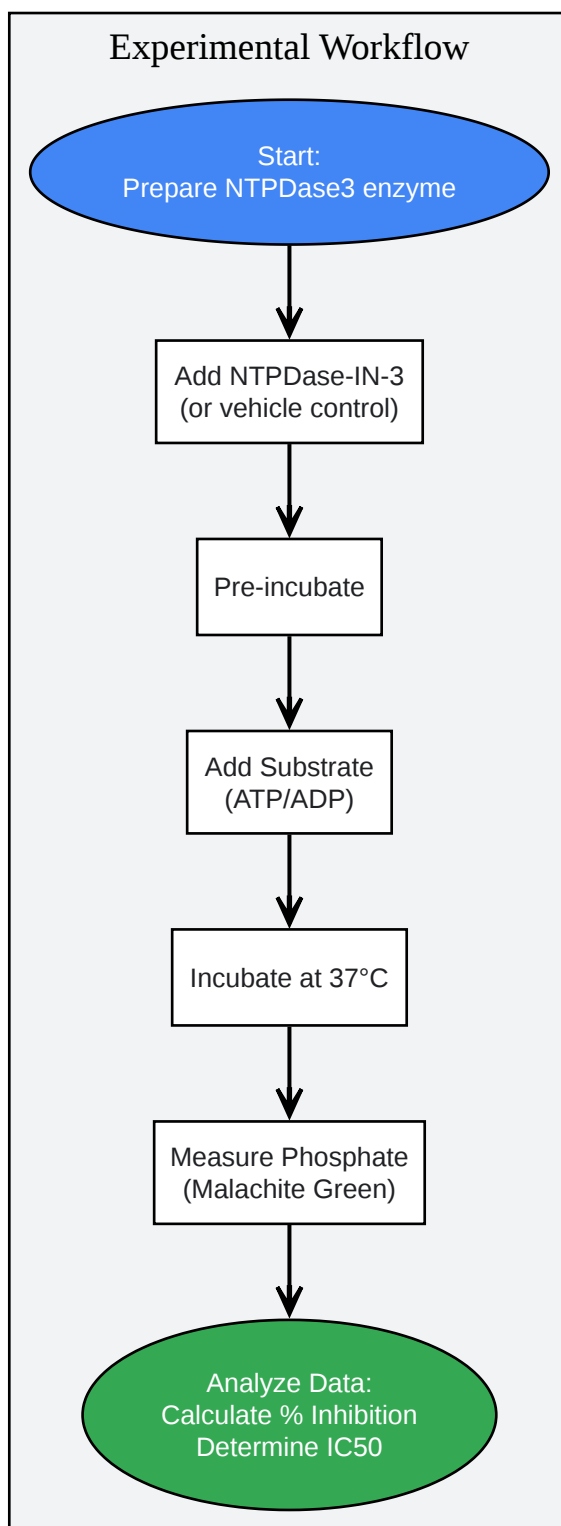 Experimental Workflow
Start:
Prepare NTPDase3 enzyme
Add NTPDase-IN-3
(or vehicle control)
Pre-incubate
Add Substrate
(ATP/ADP)
Incubate at 37°C
Measure Phosphate
(Malachite Green)
Analyze Data:
Calculate % Inhibition
Determine IC50